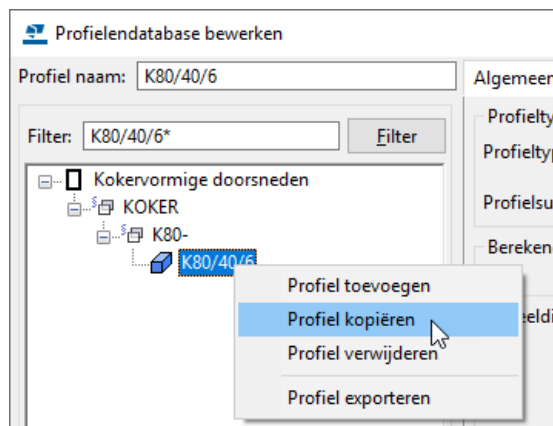 Profielendatabase bewerken
Profiel naam: K80/40/6
Algemeen
Filter: K80/40/6* Filter
Profielty
Profieltyp
Profielsu
Bereken
eeldi
Kokervormige doorsneden
KOKER
K80-
K80/40/6
Profiel toevoegen
Profiel kopiëren
Profiel verwijderen
Profiel exporteren